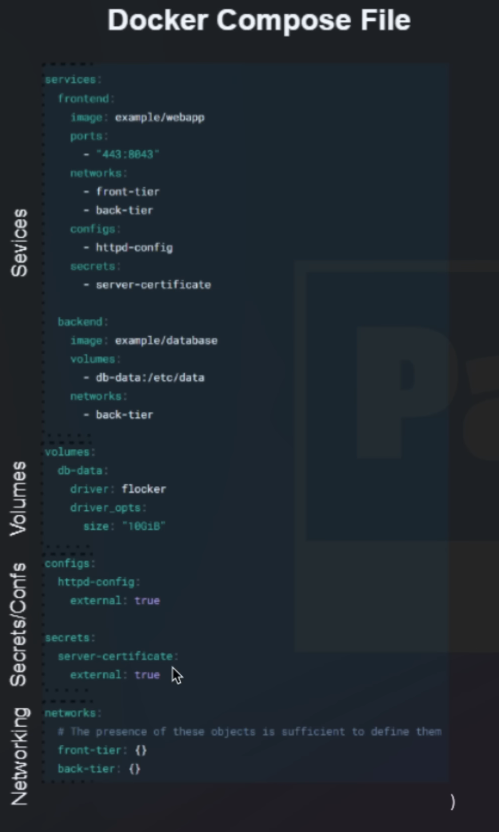 Docker Compose File
Sevices
services:
  frontend:
    image: example/webapp
    ports:
      - "443:8043"
    networks:
      - front-tier
      - back-tier
    configs:
      - httpd-config
    secrets:
      - server-certificate
  backend:
    image: example/database
    volumes:
      - db-data:/etc/data
    networks:
      - back-tier
Volumes
volumes:
  db-data:
    driver: flocker
    driver_opts:
      size: "10GiB"
Secrets/Confs
configs:
  httpd-config:
    external: true
secrets:
  server-certificate:
    external: true
Networking
networks:
  # The presence of these objects is sufficient to define them
  front-tier: {}
  back-tier: {}
)
Pa